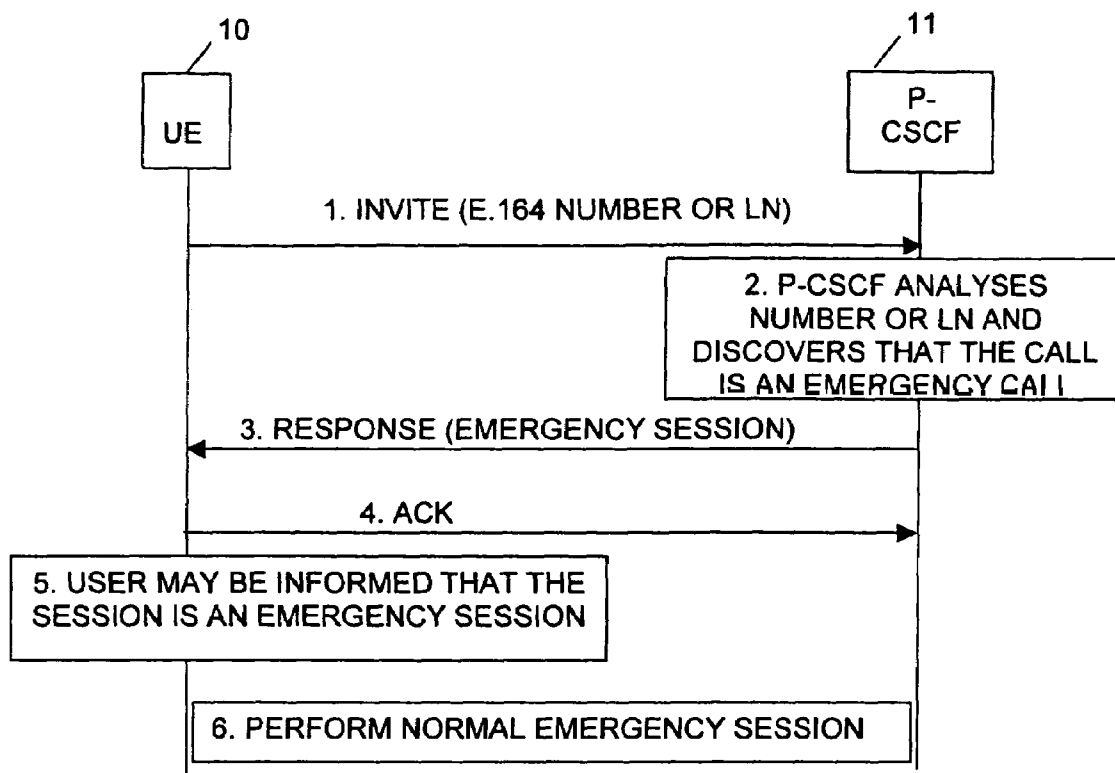 10
11
UE
P-
CSCF
1. INVITE (E.164 NUMBER OR LN)
2. P-CSCF ANALYSES
NUMBER OR LN AND
DISCOVERS THAT THE CALL
IS AN EMERGENCY CALL
3. RESPONSE (EMERGENCY SESSION)
4. ACK
5. USER MAY BE INFORMED THAT THE
SESSION IS AN EMERGENCY SESSION
6. PERFORM NORMAL EMERGENCY SESSION